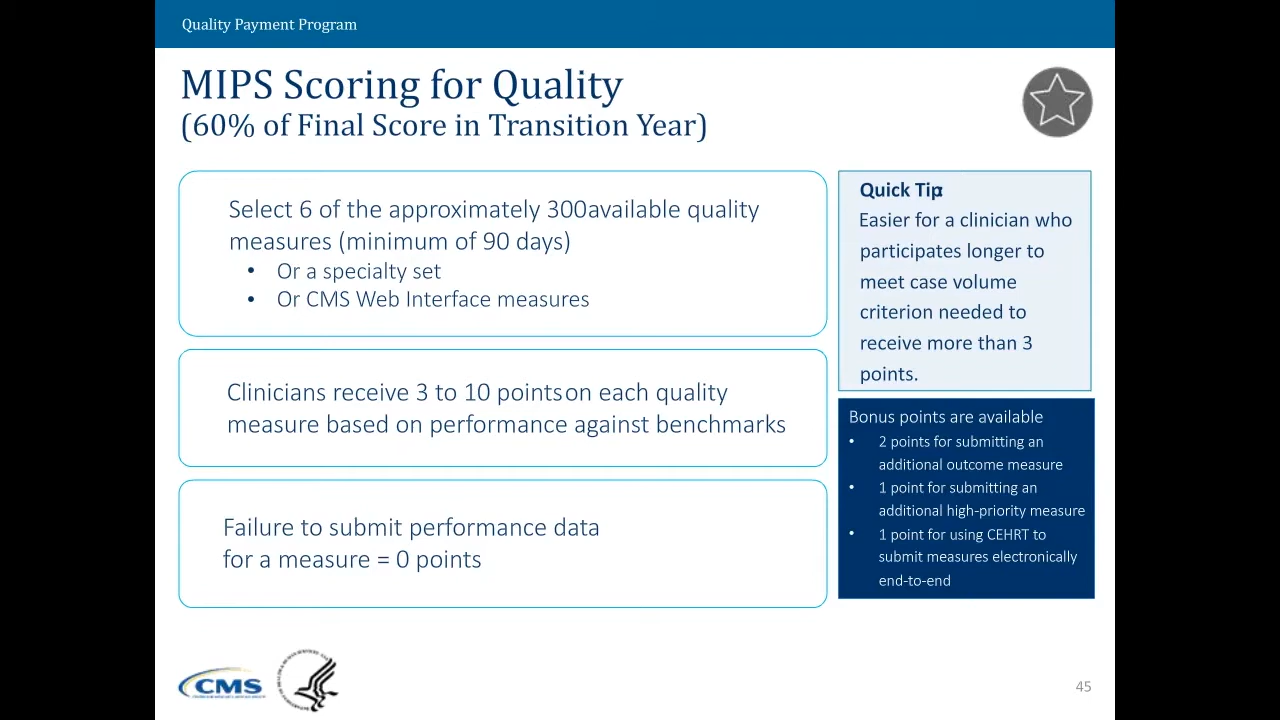 Quality Payment Program
MIPS Scoring for Quality
(60% of Final Score in Transition Year)
Select 6 of the approximately 300available quality
measures (minimum of 90 days)
• Or a specialty set
• Or CMS Web Interface measures
Clinicians receive 3 to 10 points on each quality
measure based on performance against benchmarks
Failure to submit performance data
for a measure = 0 points
Quick Tip:
Easier for a clinician who
participates longer to
meet case volume
criterion needed to
receive more than 3
points.
Bonus points are available
• 2 points for submitting an
additional outcome measure
• 1 point for submitting an
additional high-priority measure
• 1 point for using CEHRT to
submit measures electronically
end-to-end
CMS
45